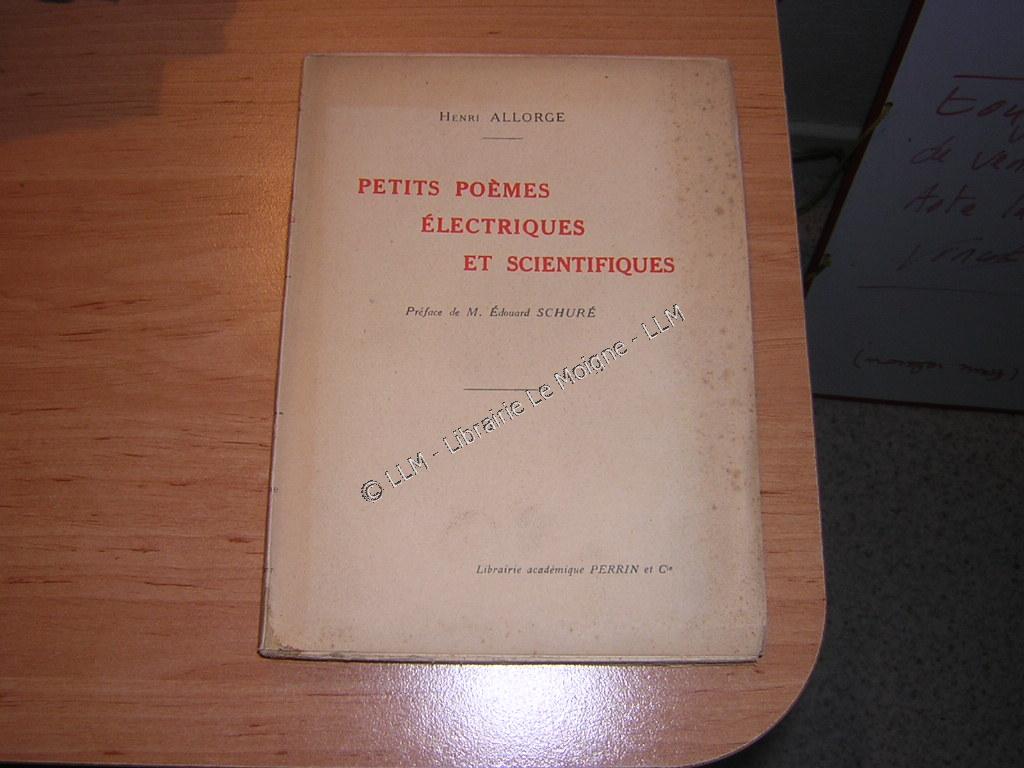 Henri ALLORGE
PETITS POÈMES
ÉLECTRIQUES
ET SCIENTIFIQUES
Préface de M. Édouard SCHURÉ
© LLM - Librairie Le Moigne - LLM
Librairie académique PERRIN et Cie
de